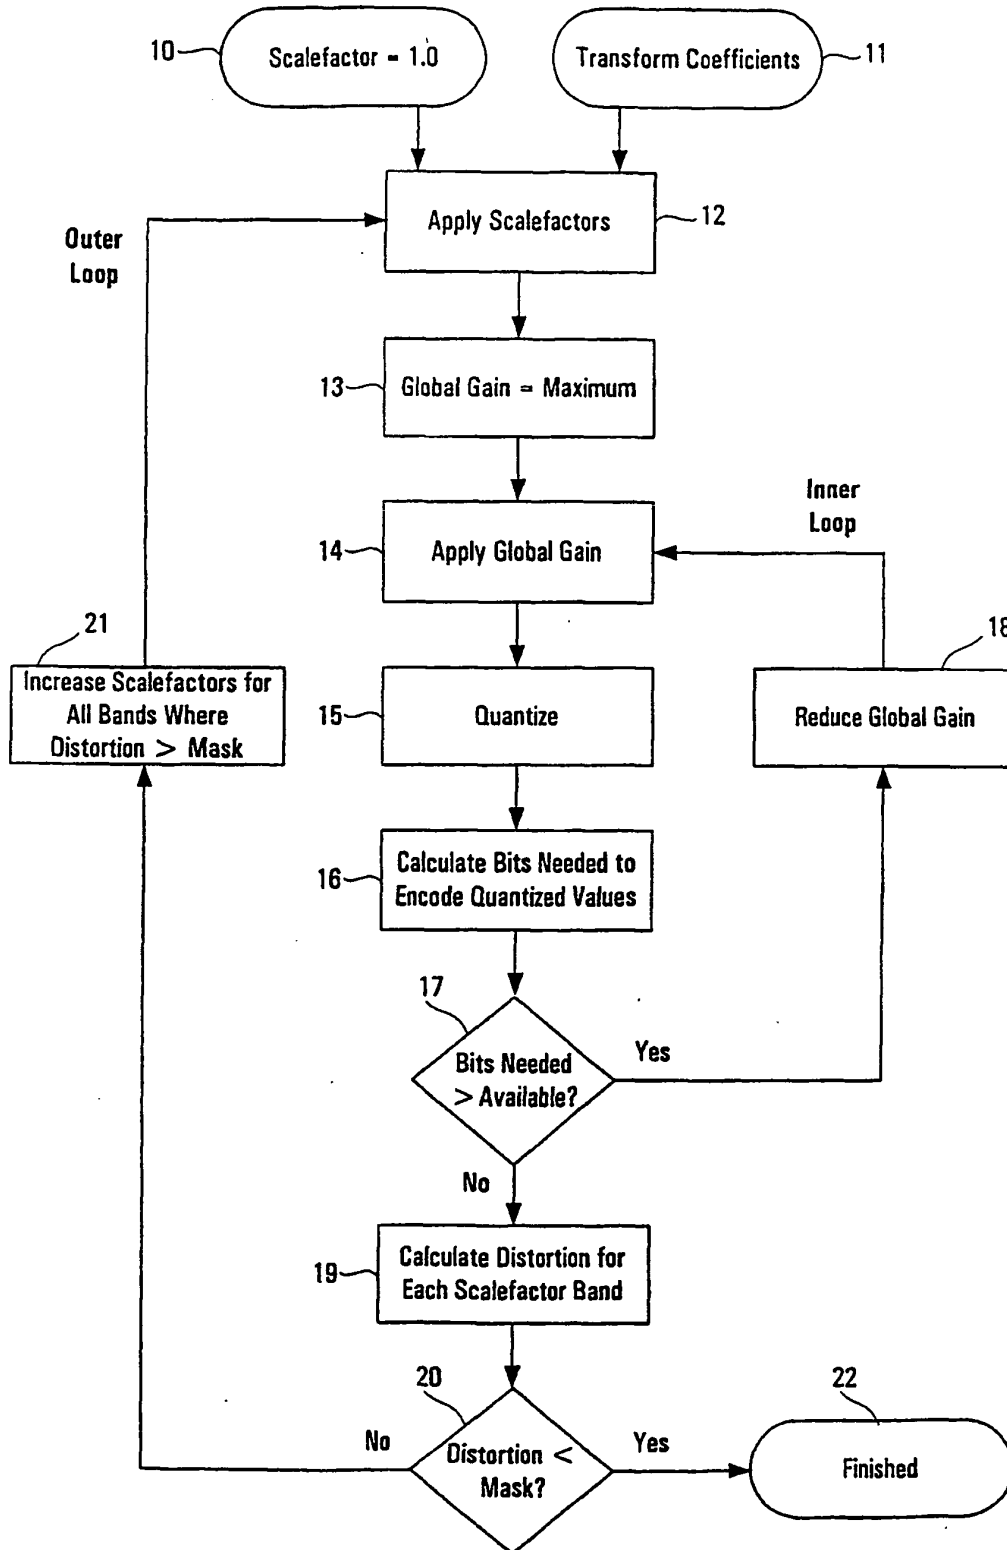 10
Scalefactor = 1.0
Transform Coefficients
11
Apply Scalefactors
12
Outer
Loop
13
Global Gain = Maximum
Inner
Loop
14
Apply Global Gain
21
Increase Scalefactors for
All Bands Where
Distortion > Mask
15
Quantize
18
Reduce Global Gain
16
Calculate Bits Needed to
Encode Quantized Values
17
Bits Needed
> Available?
Yes
No
19
Calculate Distortion for
Each Scalefactor Band
20
Distortion <
Mask?
No
Yes
22
Finished